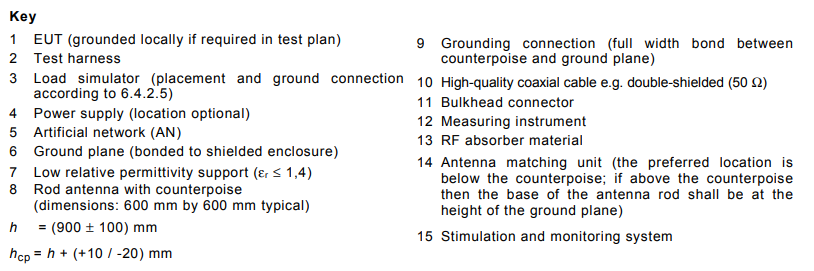 Key
1 EUT (grounded locally if required in test plan)
2 Test harness
3 Load simulator (placement and ground connection
according to 6.4.2.5)
4 Power supply (location optional)
5 Artificial network (AN)
6 Ground plane (bonded to shielded enclosure)
7 Low relative permittivity support (εr ≤ 1,4)
8 Rod antenna with counterpoise
(dimensions: 600 mm by 600 mm typical)
h = (900 ± 100) mm
hcp = h + (+10 / -20) mm
9 Grounding connection (full width bond between
counterpoise and ground plane)
10 High-quality coaxial cable e.g. double-shielded (50 Ω)
11 Bulkhead connector
12 Measuring instrument
13 RF absorber material
14 Antenna matching unit (the preferred location is
below the counterpoise; if above the counterpoise
then the base of the antenna rod shall be at the
height of the ground plane)
15 Stimulation and monitoring system